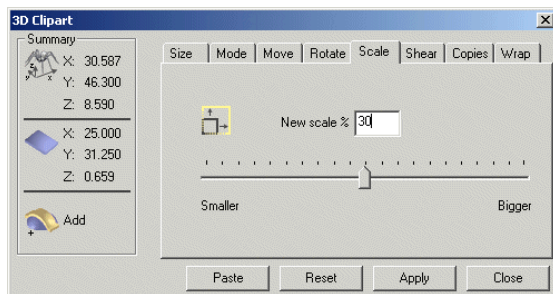 3D Clipart
Summary
X: 30.587
Y: 46.300
Z: 8.590
X: 25.000
Y: 31.250
Z: 0.659
Add
Size Mode Move Rotate Scale Shear Copies Wrap
New scale % 30
Smaller Bigger
Paste Reset Apply Close